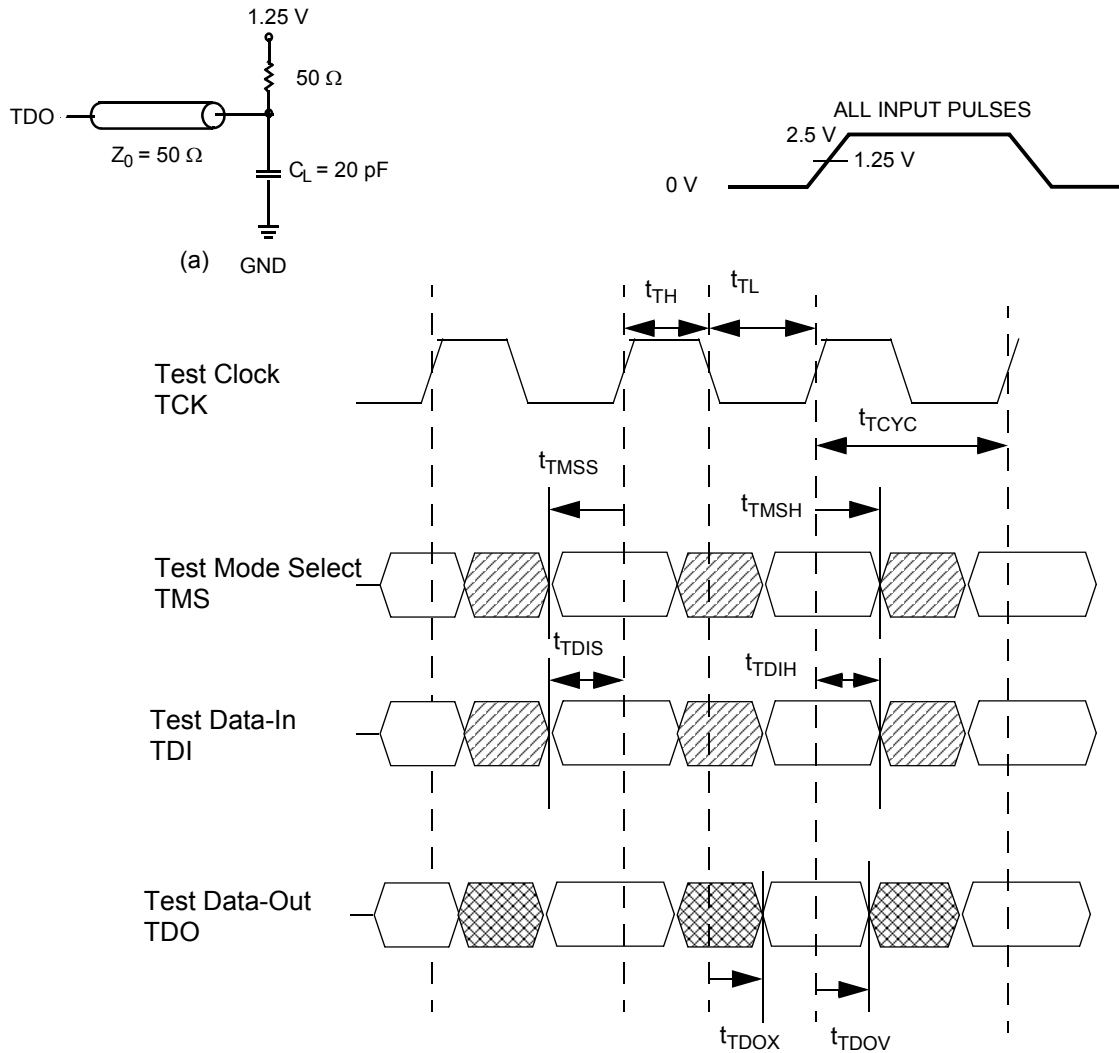 1.25 V
50 Ω
TDO
Z0 = 50 Ω
CL = 20 pF
(a)
GND
ALL INPUT PULSES
2.5 V
1.25 V
0 V
tTH
tTL
Test Clock
TCK
tTCYC
tTMSS
tTMSH
Test Mode Select
TMS
tTDIS
tTDIH
Test Data-In
TDI
Test Data-Out
TDO
tTDOX
tTDOV